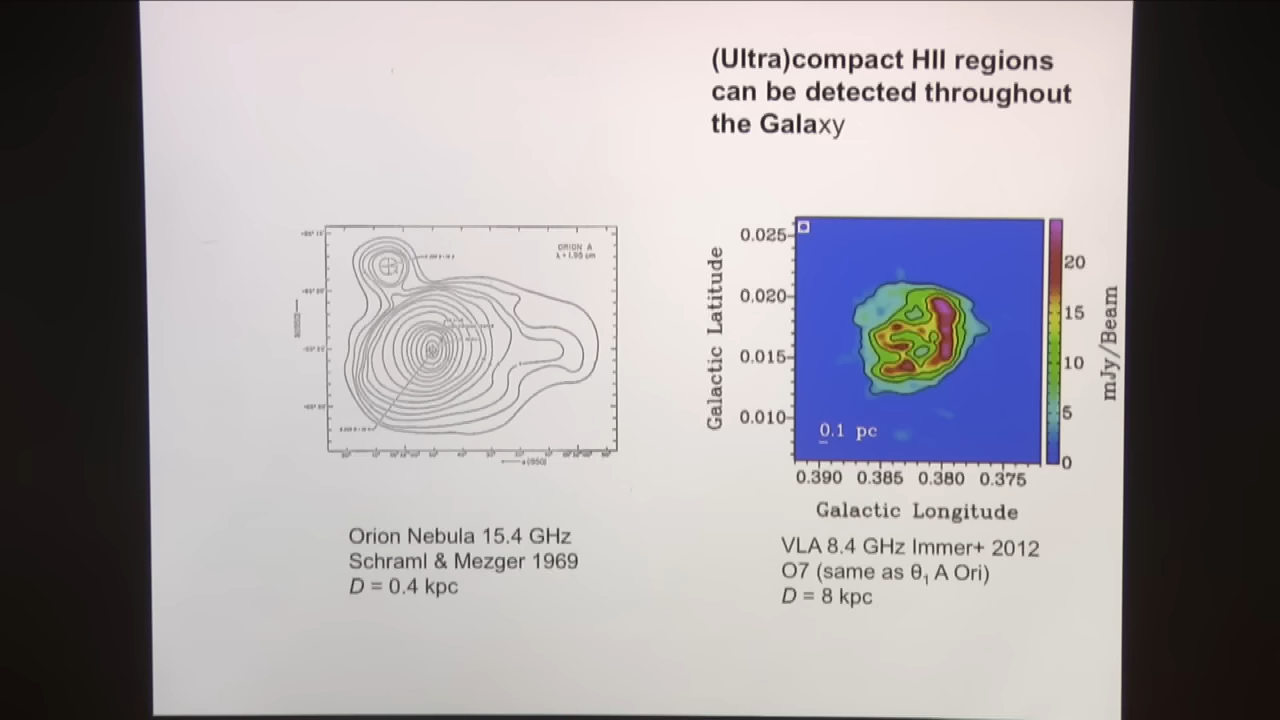 (Ultra)compact HII regions
can be detected throughout
the Galaxy
ORION A
λ = 1.95 cm
Orion Nebula 15.4 GHz
Schraml & Mezger 1969
D = 0.4 kpc
Galactic Latitude
0.025
0.020
0.015
0.010
0.1 pc
0.390 0.385 0.380 0.375
Galactic Longitude
20
15
10
5
0
mJy/Beam
VLA 8.4 GHz Immer+ 2012
O7 (same as θ₁ A Ori)
D = 8 kpc